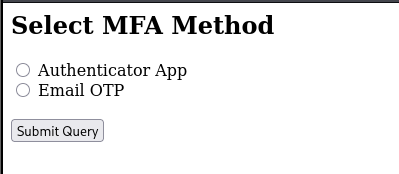 Select MFA Method
Authenticator App
Email OTP
Submit Query